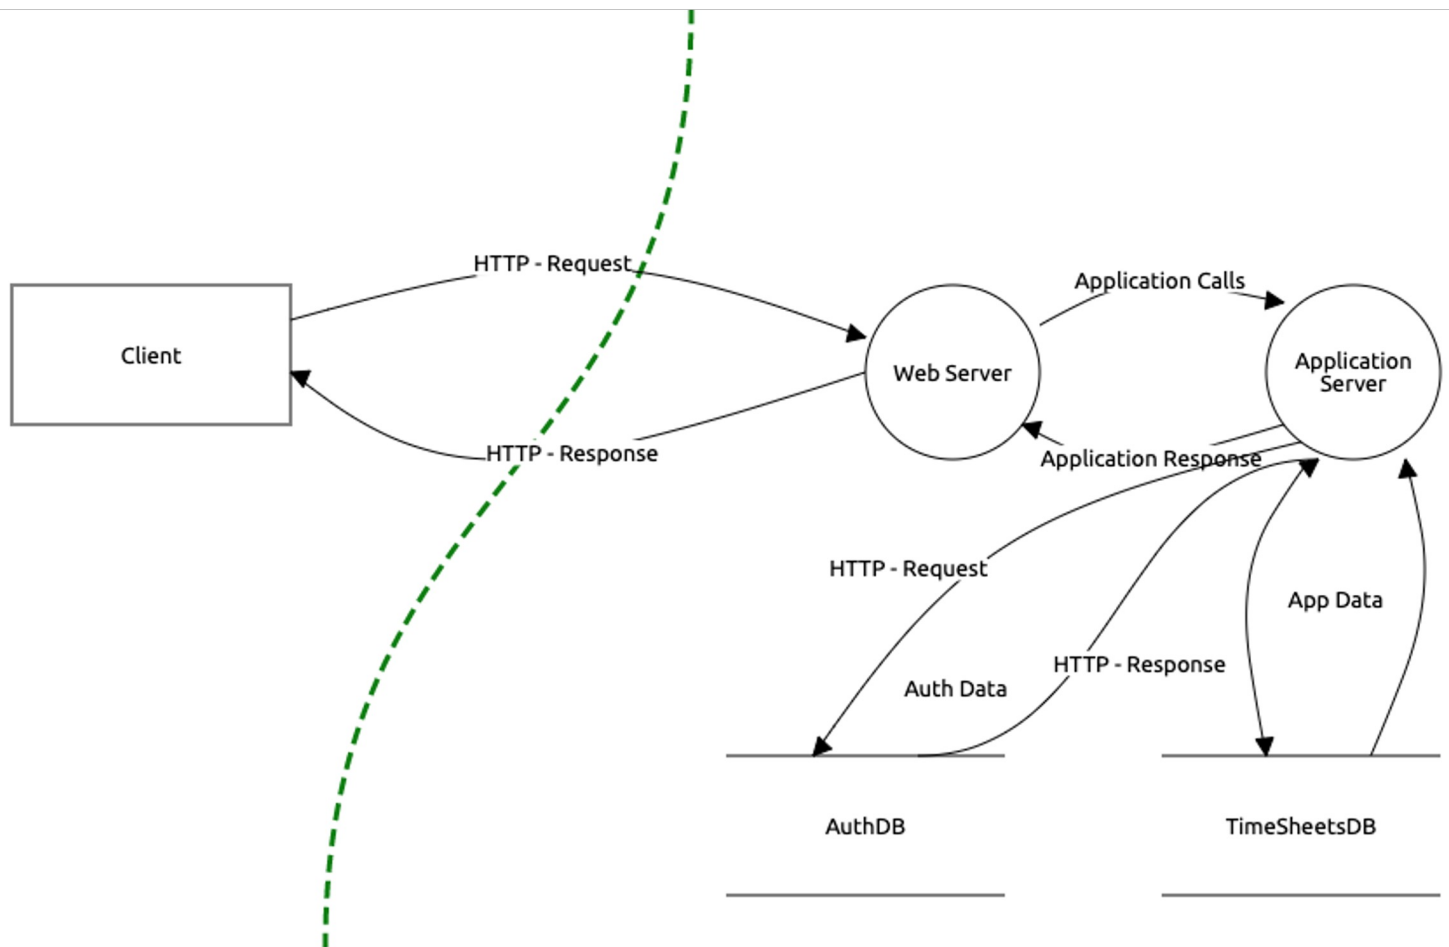 HTTP - Request
Application Calls
Client
Web Server
Application
Server
HTTP - Response
Application Response
HTTP - Request
App Data
HTTP - Response
Auth Data
AuthDB
TimeSheetsDB